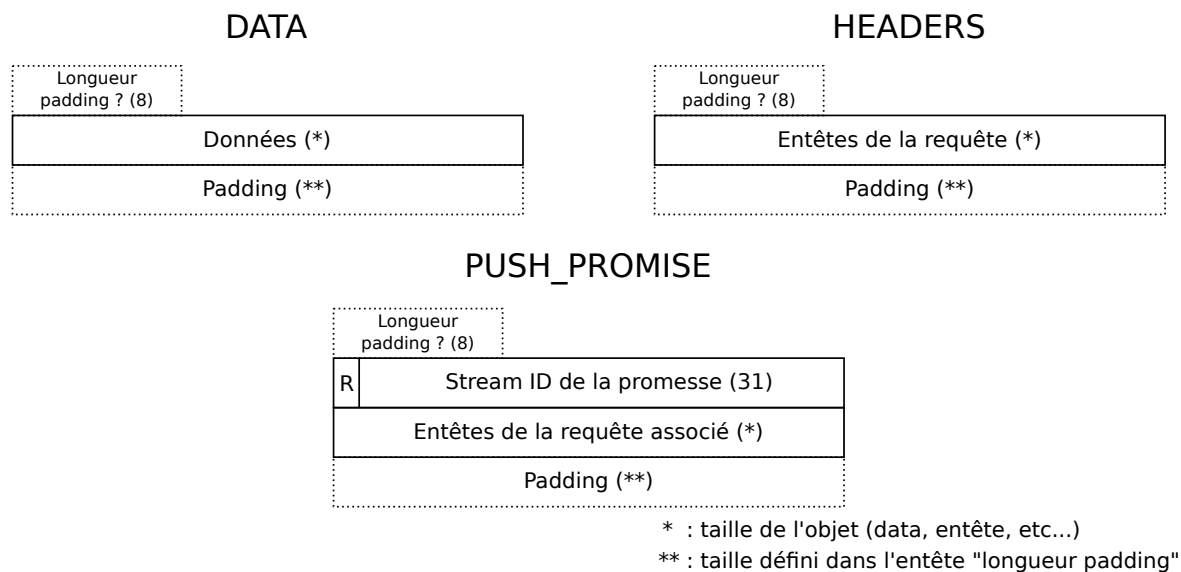 DATA
Longueur
padding ? (8)
Données (*)
Padding (**)
HEADERS
Longueur
padding ? (8)
Entêtes de la requête (*)
Padding (**)
PUSH_PROMISE
Longueur
padding ? (8)
R
Stream ID de la promesse (31)
Entêtes de la requête associé (*)
Padding (**)
* : taille de l'objet (data, entête, etc...)
** : taille défini dans l'entête "longueur padding"